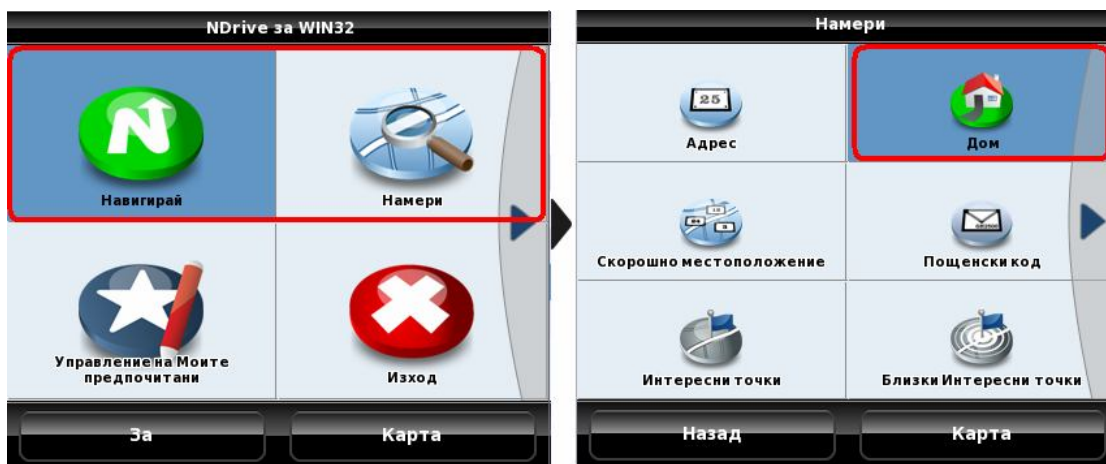 NDrive за WIN32
Навигирай
Намери
Управление на Моите
предпочитани
Изход
За
Карта
Намери
25
Адрес
Дом
Скорошно местоположение
Пощенски код
Интересни точки
Близки Интересни точки
Назад
Карта